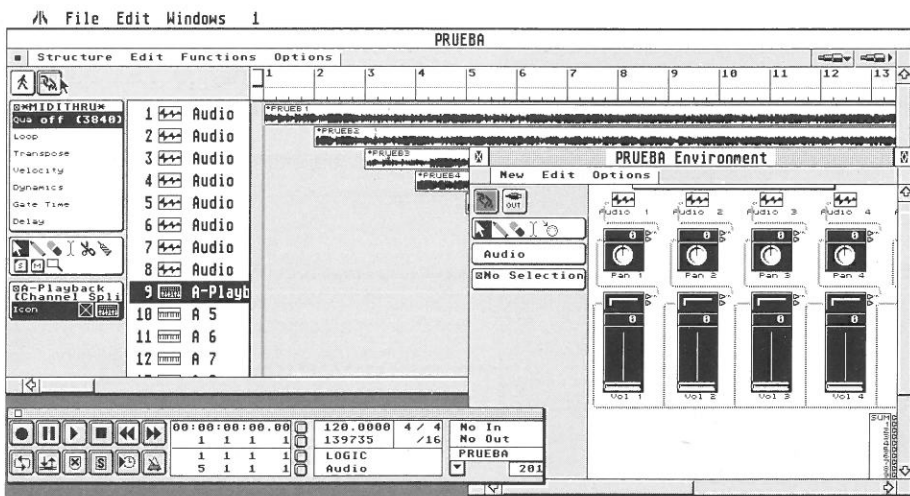 File Edit Windows 1
PRUEBA
Structure Edit Functions Options
1 2 3 4 5 6 7 8 9 10 11 12 13
*MIDITHRU*
Qua off (3840)
Loop
Transpose
Velocity
Dynamics
Gate Time
Delay
S M
A-Playback
(Channel Spli
Icon
1 Audio
2 Audio
3 Audio
4 Audio
5 Audio
6 Audio
7 Audio
8 Audio
9 A-Playb
10 A 5
11 A 6
12 A 7
*PRUEB1
*PRUEB2
*PRUEB3
*PRUEB4
PRUEBA Environment
New Edit Options
OUT
Audio
No Selection
Audio 1 Audio 2 Audio 3 Audio 4
0 0 0 0
Pan 1 Pan 2 Pan 3 Pan 4
0 0 0 0
Vol 1 Vol 2 Vol 3 Vol 4
SUM
00:00:00:00.00 120.0000 4/ 4 No In
1 1 1 1 139735 /16 No Out
1 1 1 1 LOGIC PRUEBA
5 1 1 1 Audio 201
S